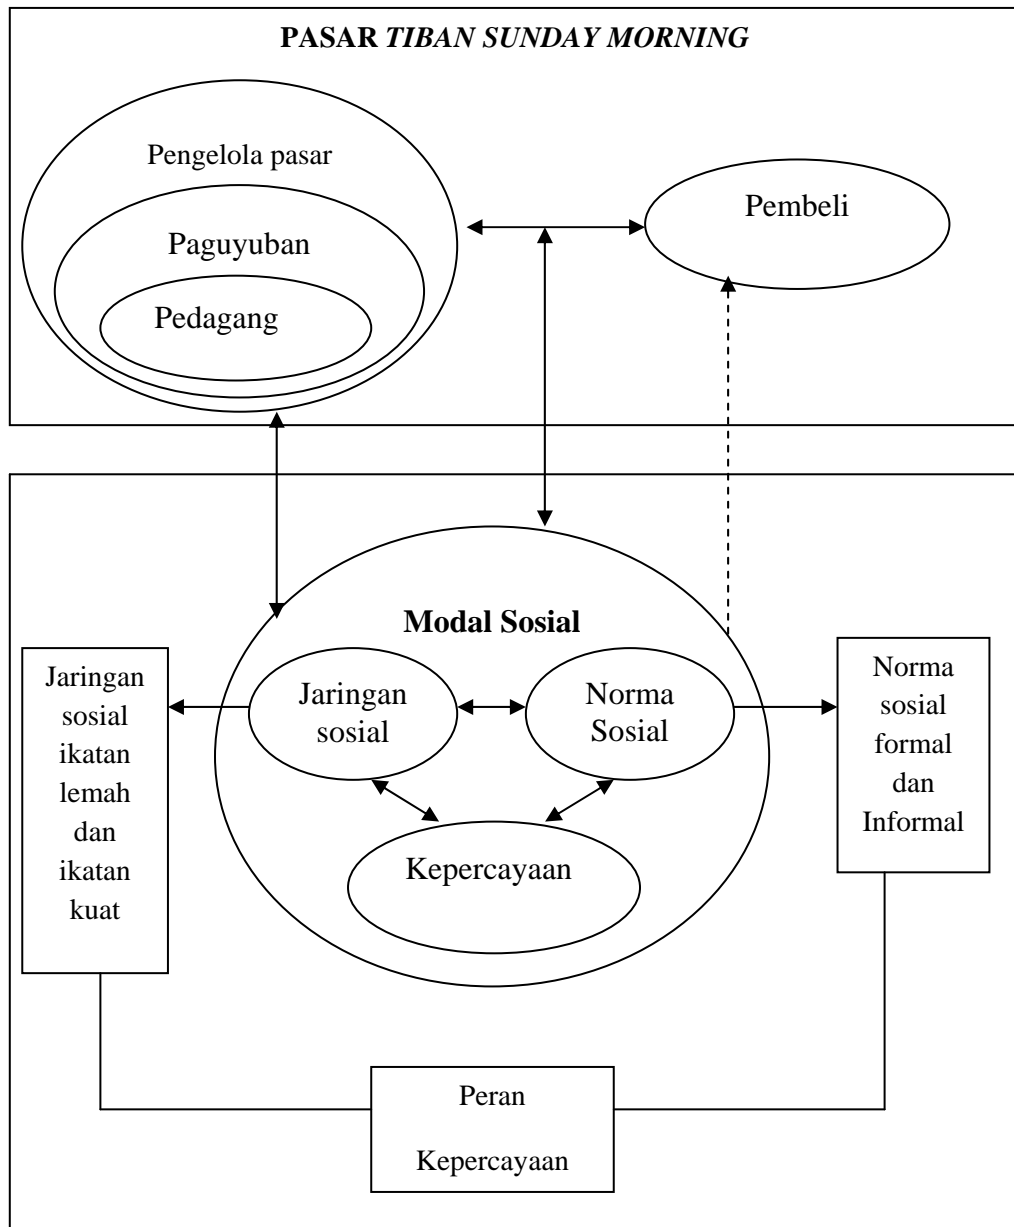 PASAR TIBAN SUNDAY MORNING
Pengelola pasar
Paguyuban
Pedagang
Pembeli
Modal Sosial
Jaringan
sosial
Norma
Sosial
Kepercayaan
Jaringan
sosial
ikatan
lemah
dan
ikatan
kuat
Norma
sosial
formal
dan
Informal
Peran
Kepercayaan